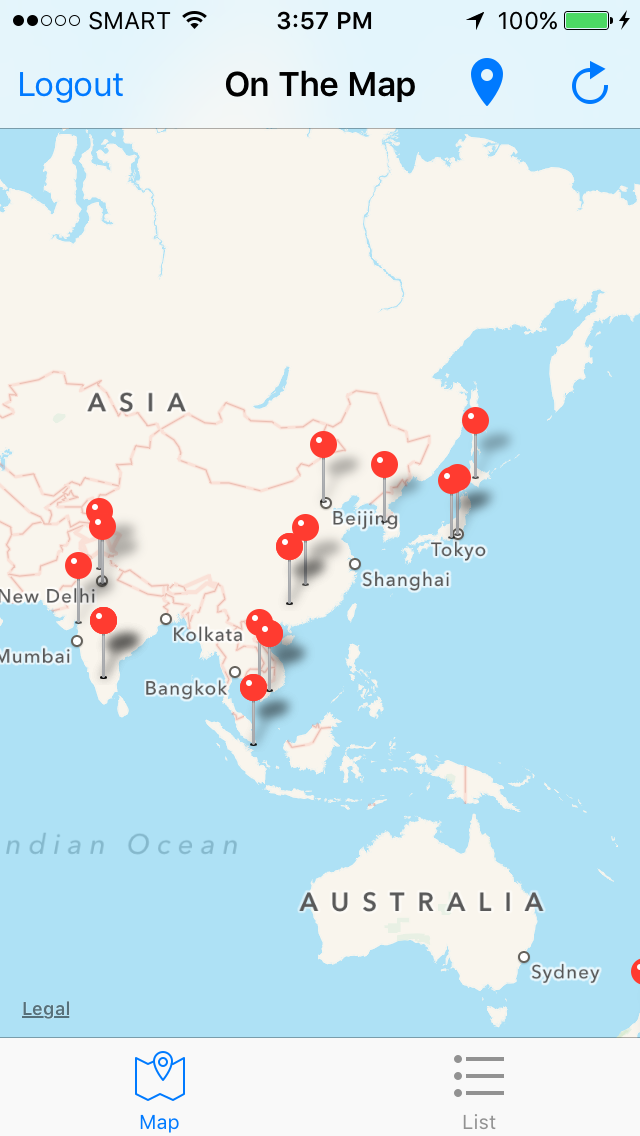 SMART 3:57 PM 100%
Logout On The Map
ASIA
Beijing
Tokyo
Shanghai
New Delhi
Kolkata
Mumbai
Bangkok
ndian Ocean
AUSTRALIA
Sydney
Legal
Map List